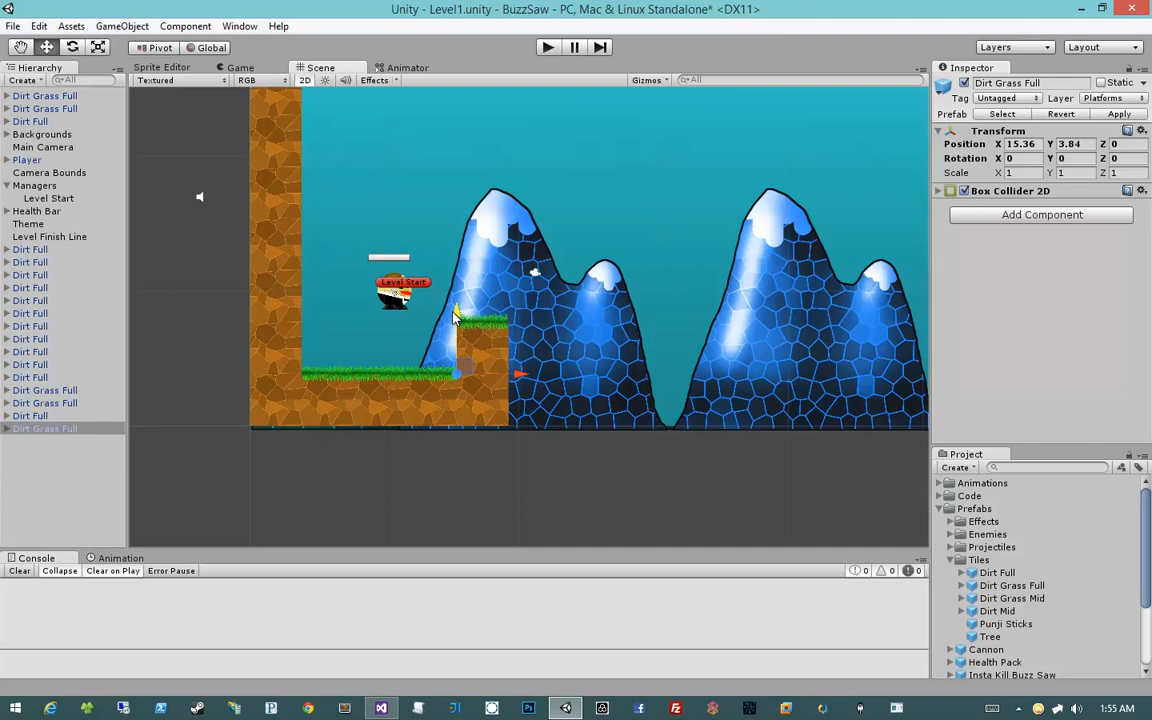 Unity - Level1.unity - BuzzSaw - PC, Mac & Linux Standalone* <DX11>
File Edit Assets GameObject Component Window Help
Pivot Global Layers Layout
Hierarchy Sprite Editor Game Scene Animator Inspector
Create All Textured RGB 2D Effects Gizmos All
Dirt Grass Full Static
Tag Untagged Layer Platforms
Prefab Select Revert Apply
Transform
Position X 15.36 Y 3.84 Z 0
Rotation X 0 Y 0 Z 0
Scale X 1 Y 1 Z 1
Box Collider 2D
Add Component
Dirt Grass Full
Dirt Grass Full
Dirt Full
Backgrounds
Main Camera
Player
Camera Bounds
Managers
Level Start
Health Bar
Theme
Level Finish Line
Dirt Full
Dirt Full
Dirt Full
Dirt Full
Dirt Full
Dirt Full
Dirt Full
Dirt Full
Dirt Full
Dirt Full
Dirt Full
Dirt Grass Full
Dirt Grass Full
Dirt Full
Dirt Grass Full
Level Start
Project
Create
Animations
Code
Prefabs
Effects
Enemies
Projectiles
Tiles
Dirt Full
Dirt Grass Full
Dirt Grass Mid
Dirt Mid
Punji Sticks
Tree
Cannon
Health Pack
Insta Kill Buzz Saw
Console Animation
Clear Collapse Clear on Play Error Pause 0 0 0
1:55 AM